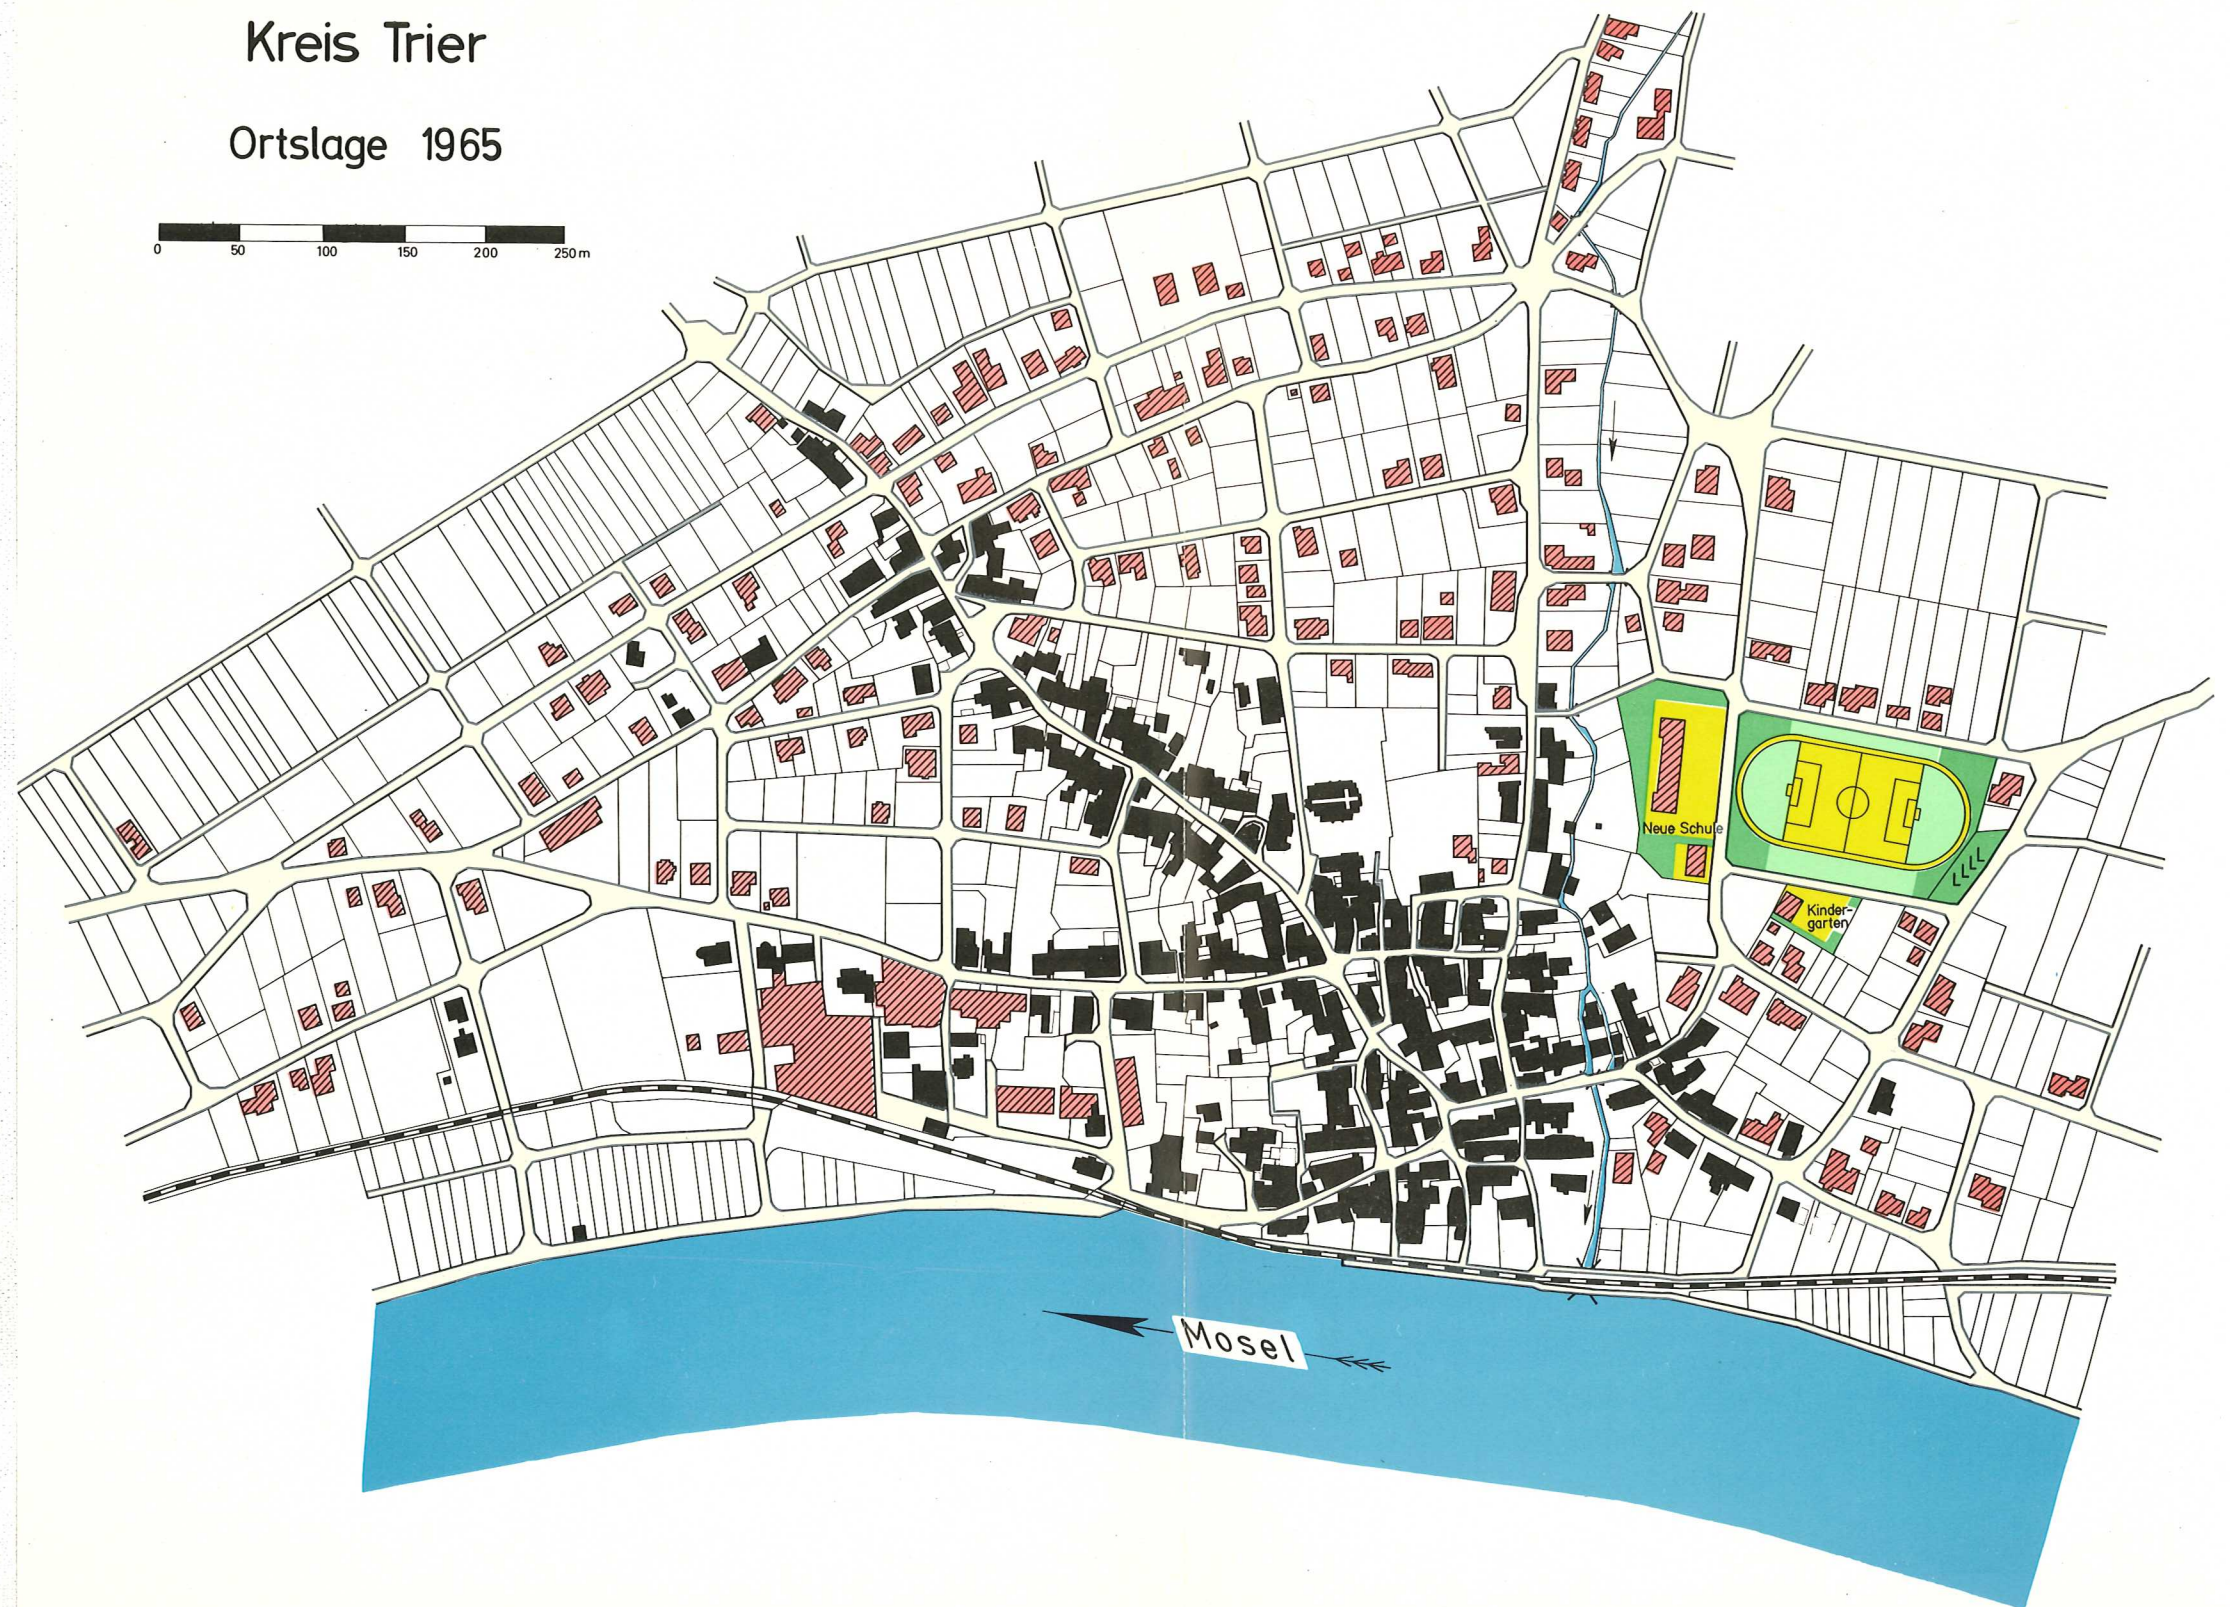 Kreis Trier
Ortslage 1965
0 50 100 150 200 250 m
Neue Schule
Kinder-
garten
Mosel